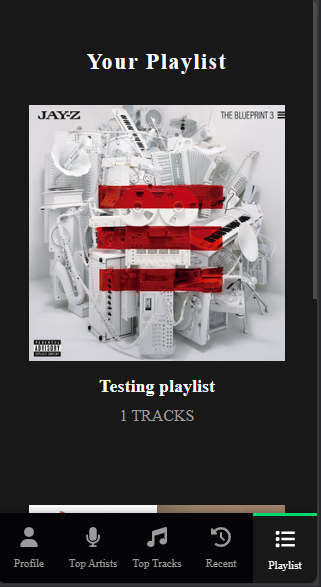 Your Playlist
JAY-Z
THE BLUEPRINT 3
PARENTAL
ADVISORY
EXPLICIT CONTENT
Testing playlist
1 TRACKS
Profile
Top Artists
Top Tracks
Recent
Playlist